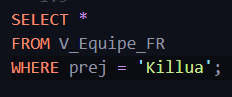 SELECT *
FROM V_Equipe_FR
WHERE prej = 'Killua';